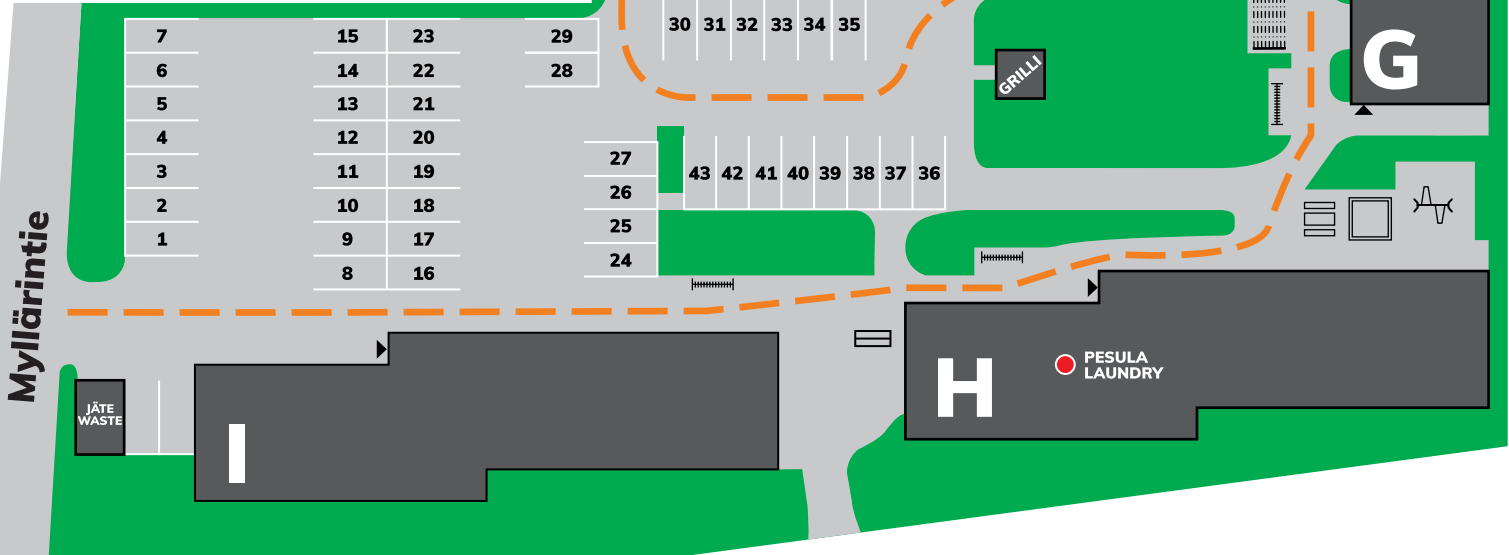 30 31 32 33 34 35
7 15 23 29
6 14 22 28
5 13 21
4 12 20
3 11 19
2 10 18
1 9 17
8 16
27
26
25
24
43 42 41 40 39 38 37 36
GRILLI
G
Myllärintie
JÄTE
WASTE
I
H
PESULA
LAUNDRY